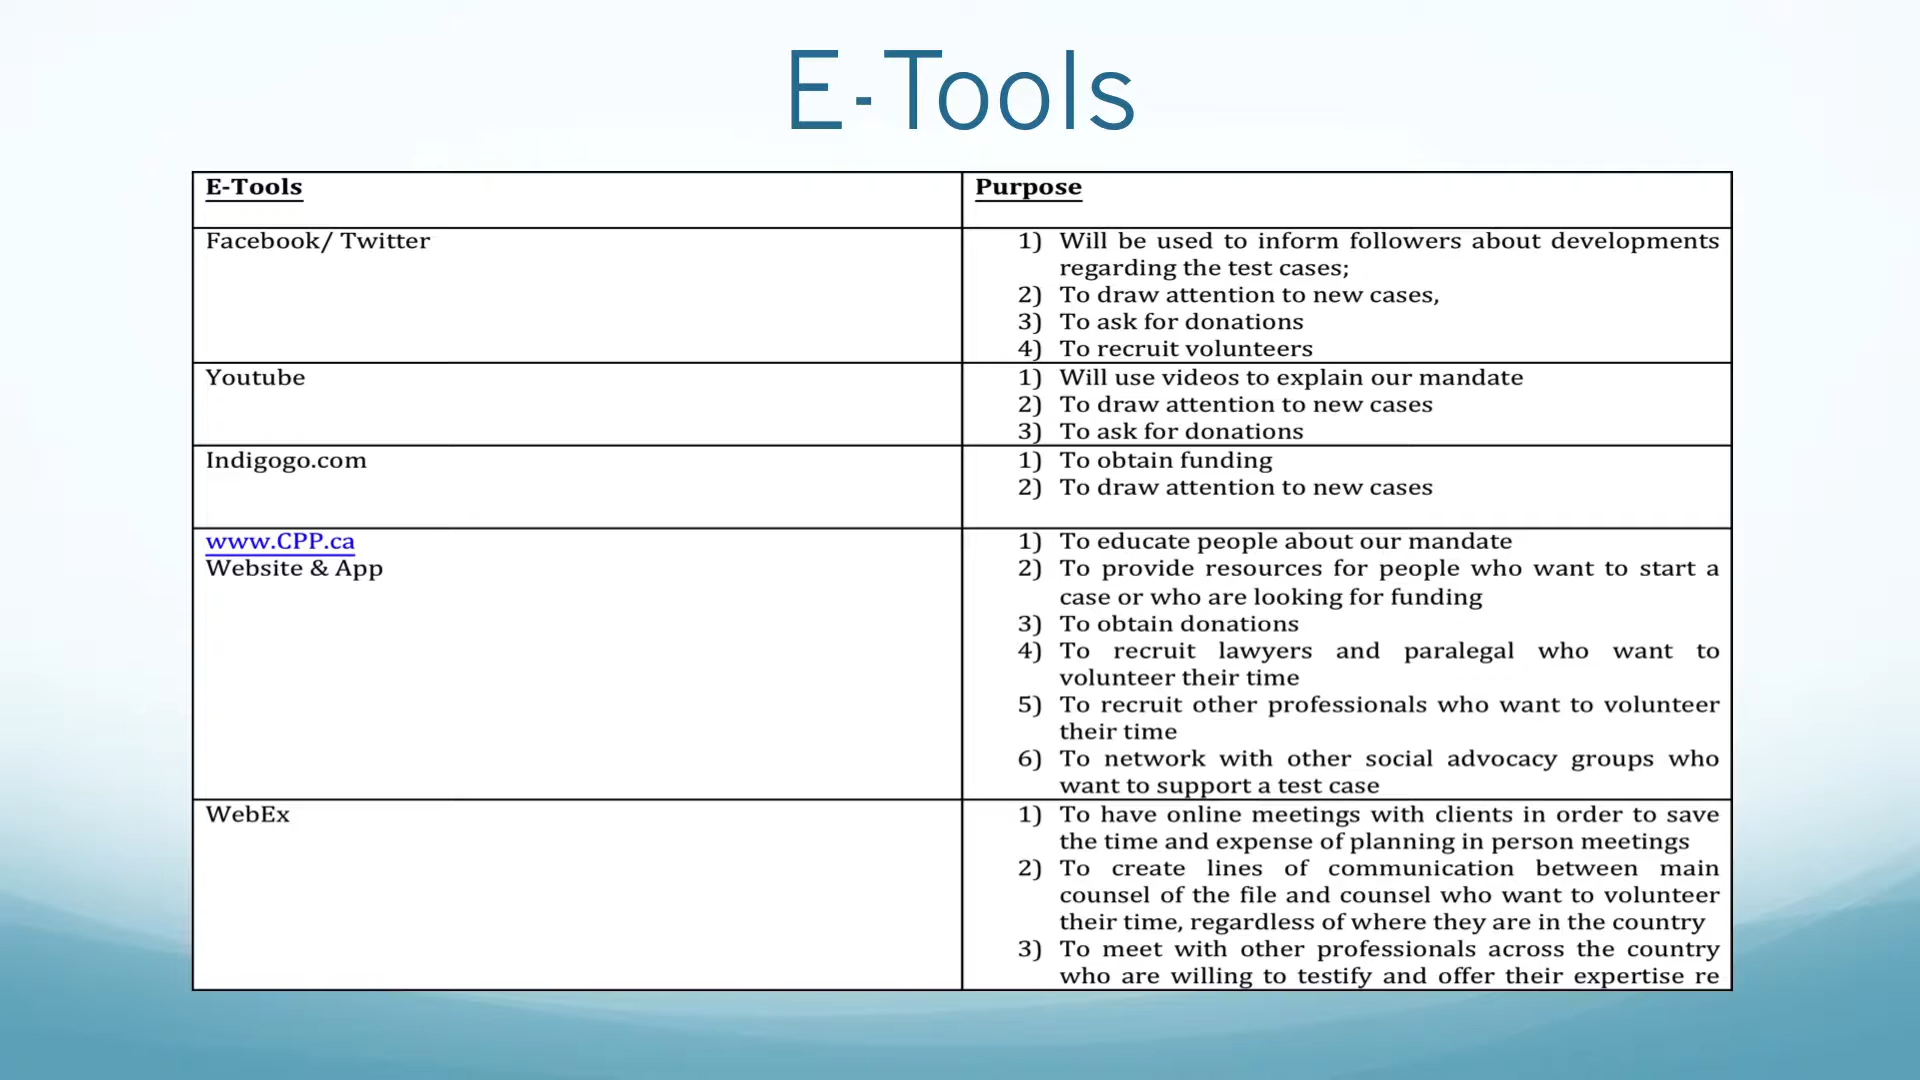 E-Tools
E-Tools
Purpose
Facebook/ Twitter
1) Will be used to inform followers about developments
regarding the test cases;
2) To draw attention to new cases,
3) To ask for donations
4) To recruit volunteers
Youtube
1) Will use videos to explain our mandate
2) To draw attention to new cases
3) To ask for donations
Indigogo.com
1) To obtain funding
2) To draw attention to new cases
www.CPP.ca
Website & App
1) To educate people about our mandate
2) To provide resources for people who want to start a
case or who are looking for funding
3) To obtain donations
4) To recruit lawyers and paralegal who want to
volunteer their time
5) To recruit other professionals who want to volunteer
their time
6) To network with other social advocacy groups who
want to support a test case
WebEx
1) To have online meetings with clients in order to save
the time and expense of planning in person meetings
2) To create lines of communication between main
counsel of the file and counsel who want to volunteer
their time, regardless of where they are in the country
3) To meet with other professionals across the country
who are willing to testify and offer their expertise re